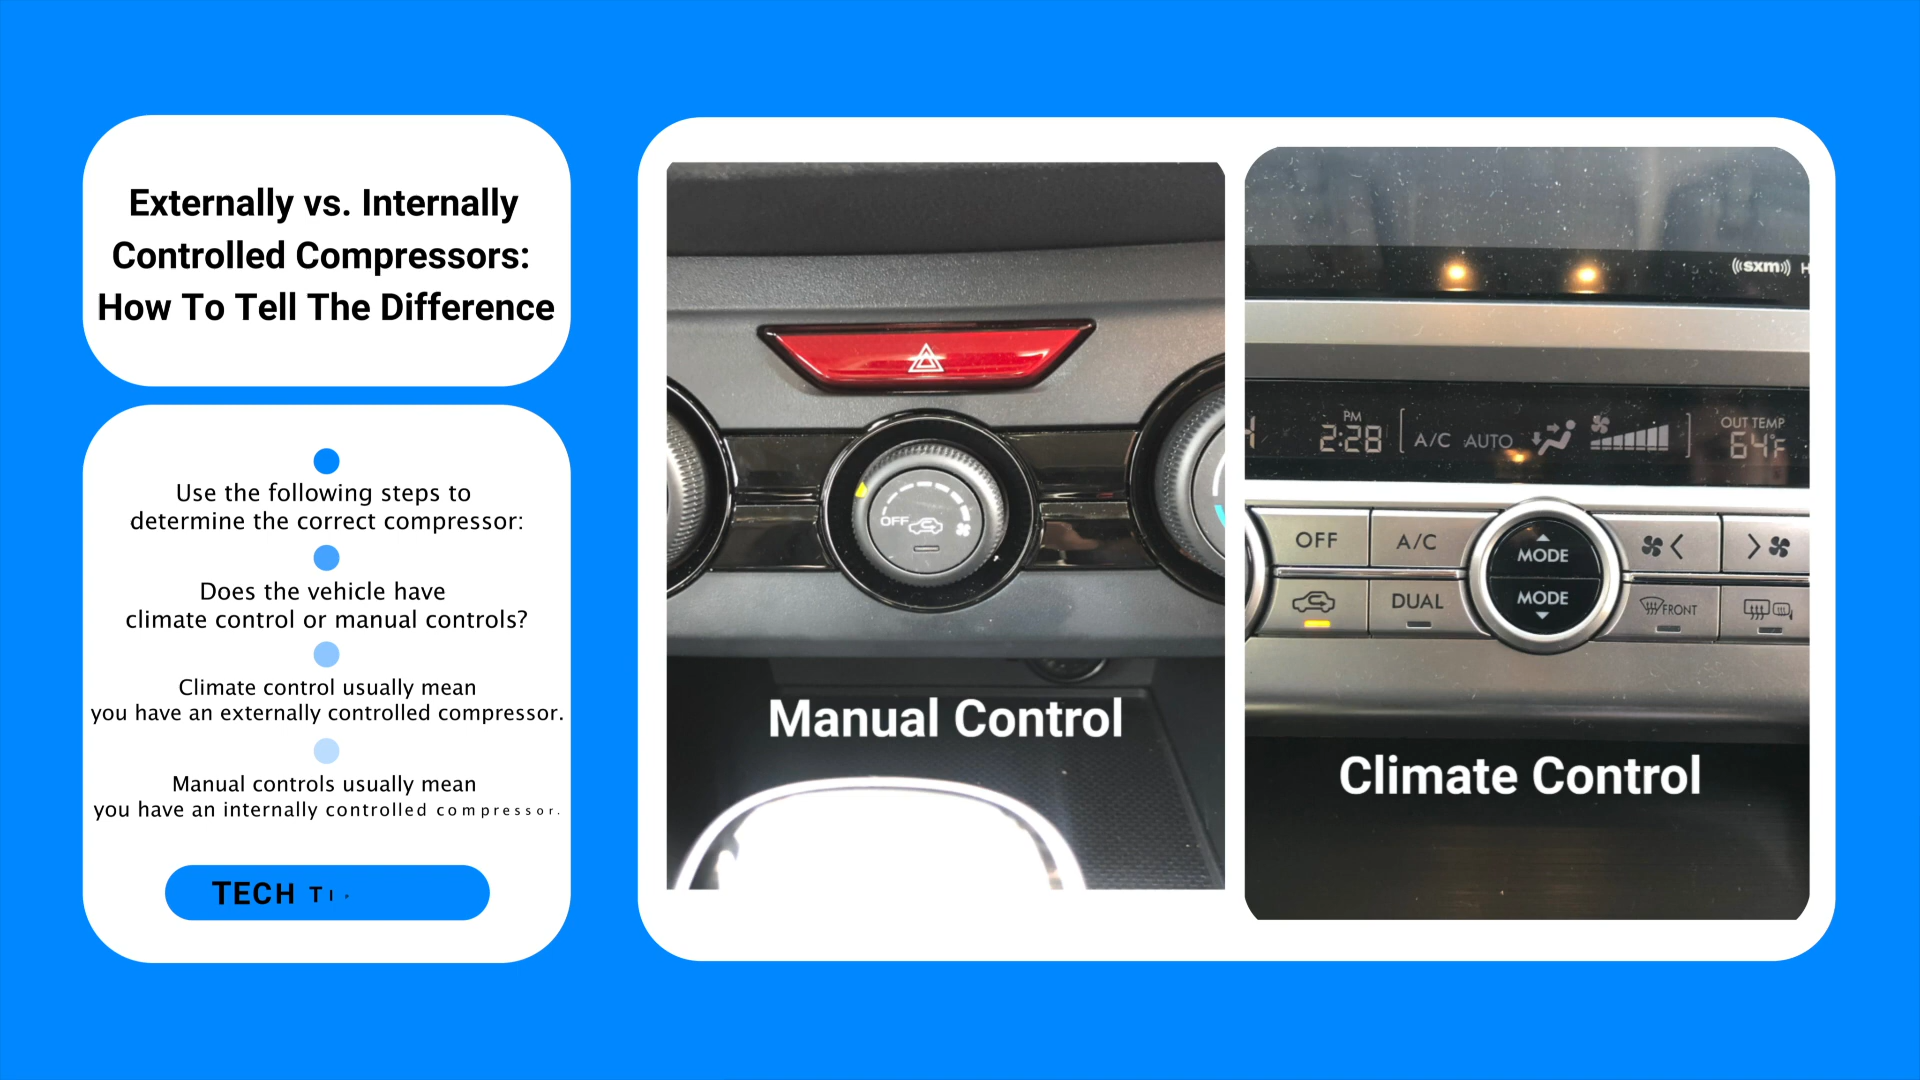 Externally vs. Internally
Controlled Compressors:
How To Tell The Difference
Use the following steps to
determine the correct compressor:
Does the vehicle have
climate control or manual controls?
Climate control usually mean
you have an externally controlled compressor.
Manual controls usually mean
you have an internally controlled compressor.
TECH TIP
OFF
Manual Control
((sxm)) H
PM
2:28 A/C AUTO
OUT TEMP
64°F
OFF A/C MODE
DUAL MODE FRONT
Climate Control